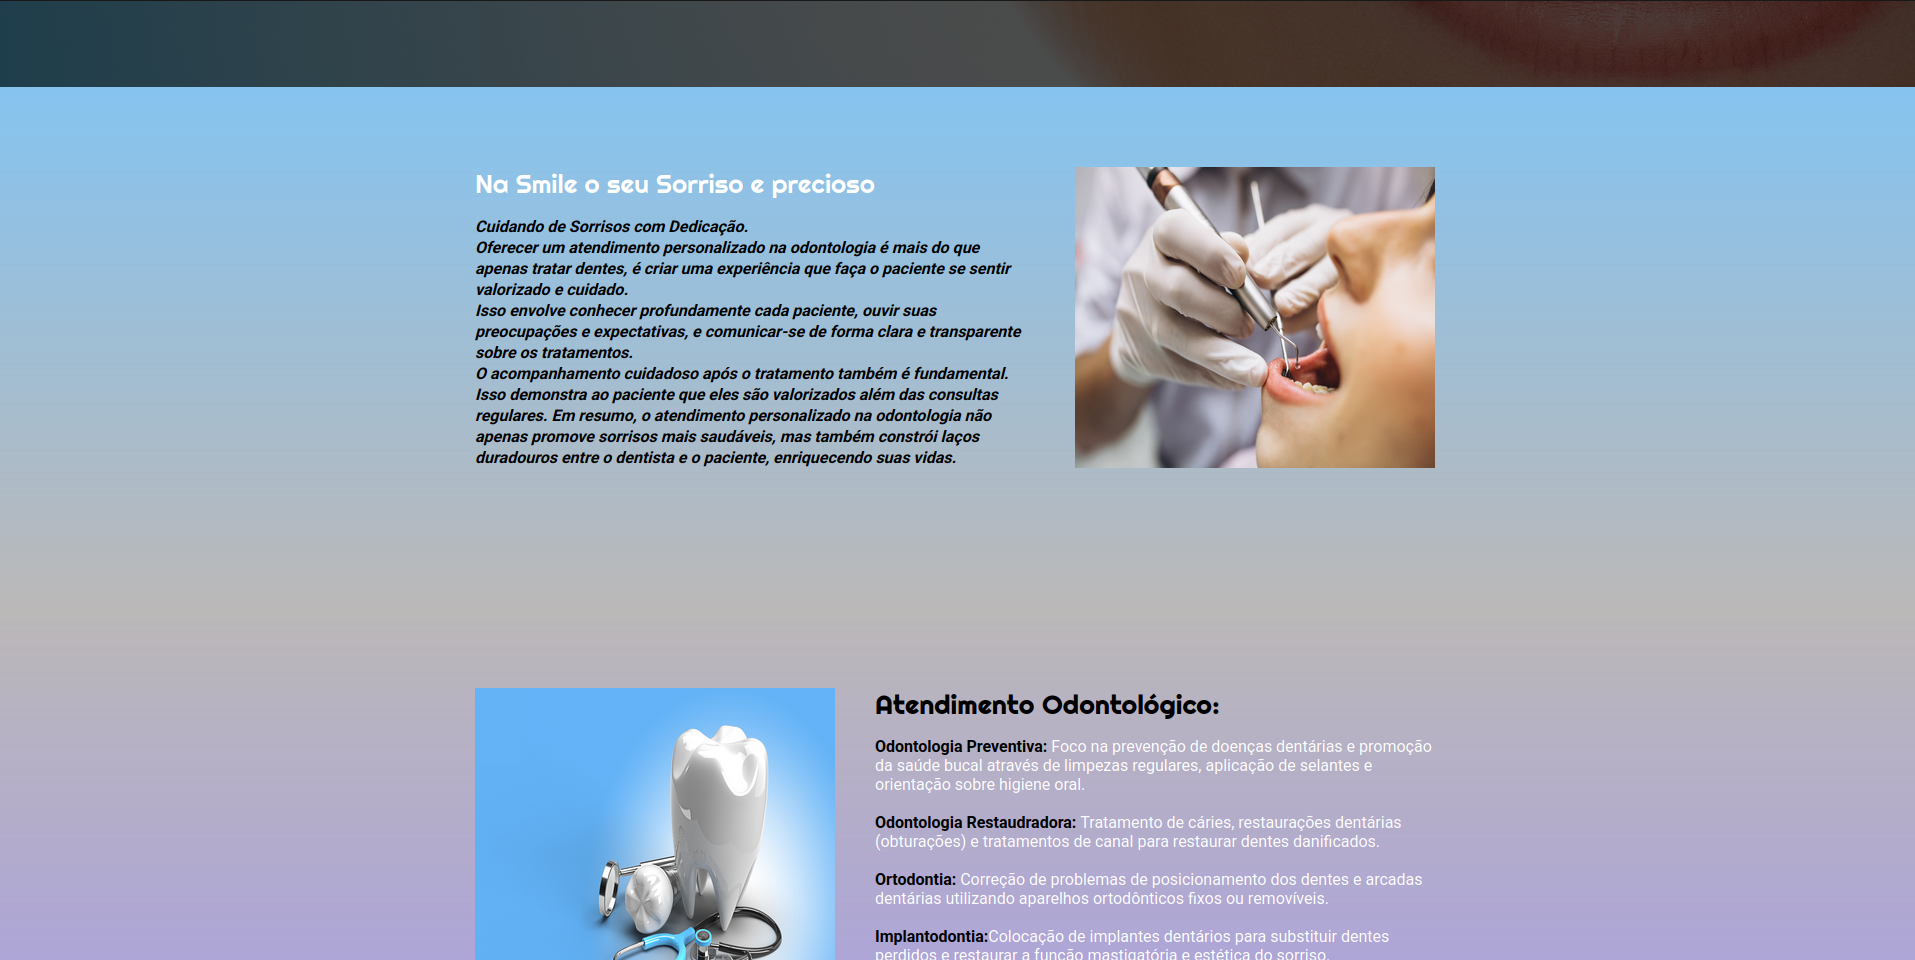 Na Smile o seu Sorriso e precioso
Cuidando de Sorrisos com Dedicação.
Oferecer um atendimento personalizado na odontologia é mais do que
apenas tratar dentes, é criar uma experiência que faça o paciente se sentir
valorizado e cuidado.
Isso envolve conhecer profundamente cada paciente, ouvir suas
preocupações e expectativas, e comunicar-se de forma clara e transparente
sobre os tratamentos.
O acompanhamento cuidadoso após o tratamento também é fundamental.
Isso demonstra ao paciente que eles são valorizados além das consultas
regulares. Em resumo, o atendimento personalizado na odontologia não
apenas promove sorrisos mais saudáveis, mas também constrói laços
duradouros entre o dentista e o paciente, enriquecendo suas vidas.
Atendimento Odontológico:
Odontologia Preventiva: Foco na prevenção de doenças dentárias e promoção
da saúde bucal através de limpezas regulares, aplicação de selantes e
orientação sobre higiene oral.
Odontologia Restaudradora: Tratamento de cáries, restaurações dentárias
(obturações) e tratamentos de canal para restaurar dentes danificados.
Ortodontia: Correção de problemas de posicionamento dos dentes e arcadas
dentárias utilizando aparelhos ortodônticos fixos ou removíveis.
Implantodontia:Colocação de implantes dentários para substituir dentes
perdidos e restaurar a função mastigatória e estética do sorriso.